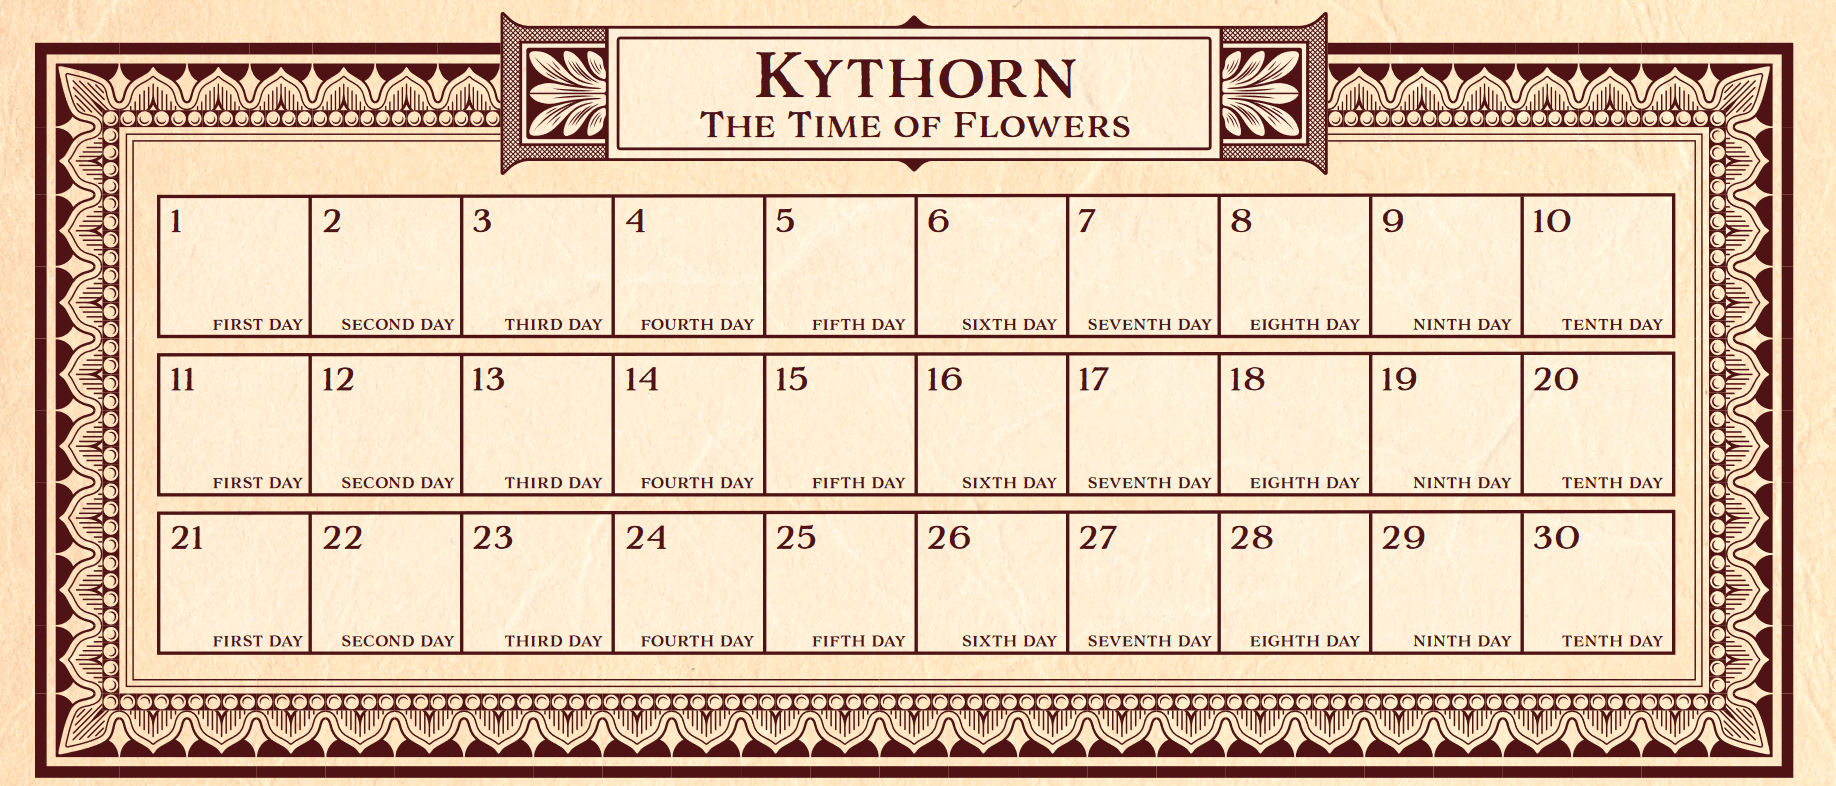 Kythorn
The Time of Flowers
1 2 3 4 5 6 7 8 9 10
First Day Second Day Third Day Fourth Day Fifth Day Sixth Day Seventh Day Eighth Day Ninth Day Tenth Day
11 12 13 14 15 16 17 18 19 20
First Day Second Day Third Day Fourth Day Fifth Day Sixth Day Seventh Day Eighth Day Ninth Day Tenth Day
21 22 23 24 25 26 27 28 29 30
First Day Second Day Third Day Fourth Day Fifth Day Sixth Day Seventh Day Eighth Day Ninth Day Tenth Day